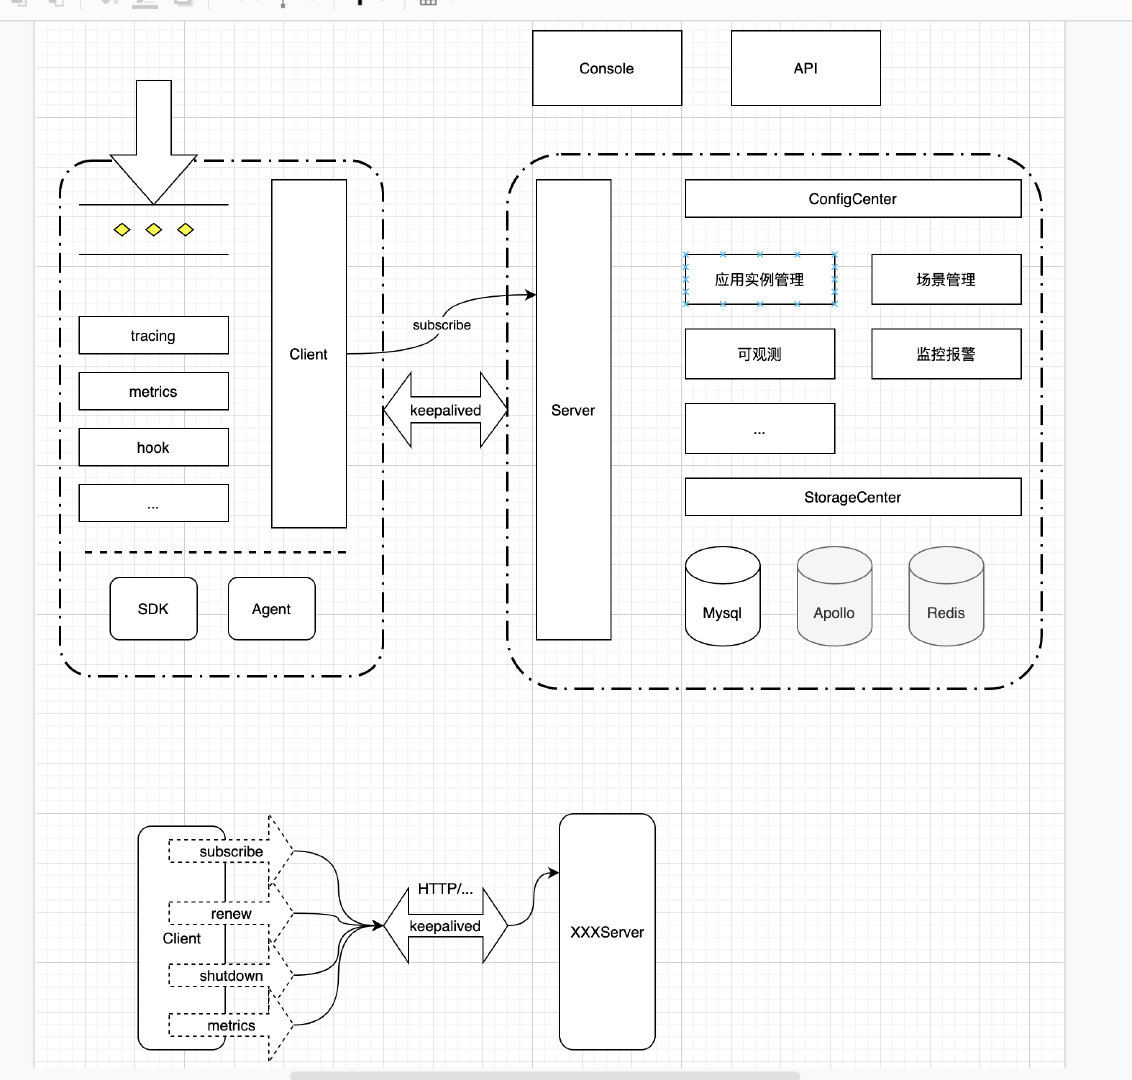 Console
API
ConfigCenter
应用实例管理
场景管理
subscribe
tracing
Client
可观测
监控报警
metrics
keepalived
Server
...
hook
...
StorageCenter
SDK
Agent
Mysql
Apollo
Redis
subscribe
HTTP/...
renew
keepalived
XXXServer
Client
shutdown
metrics